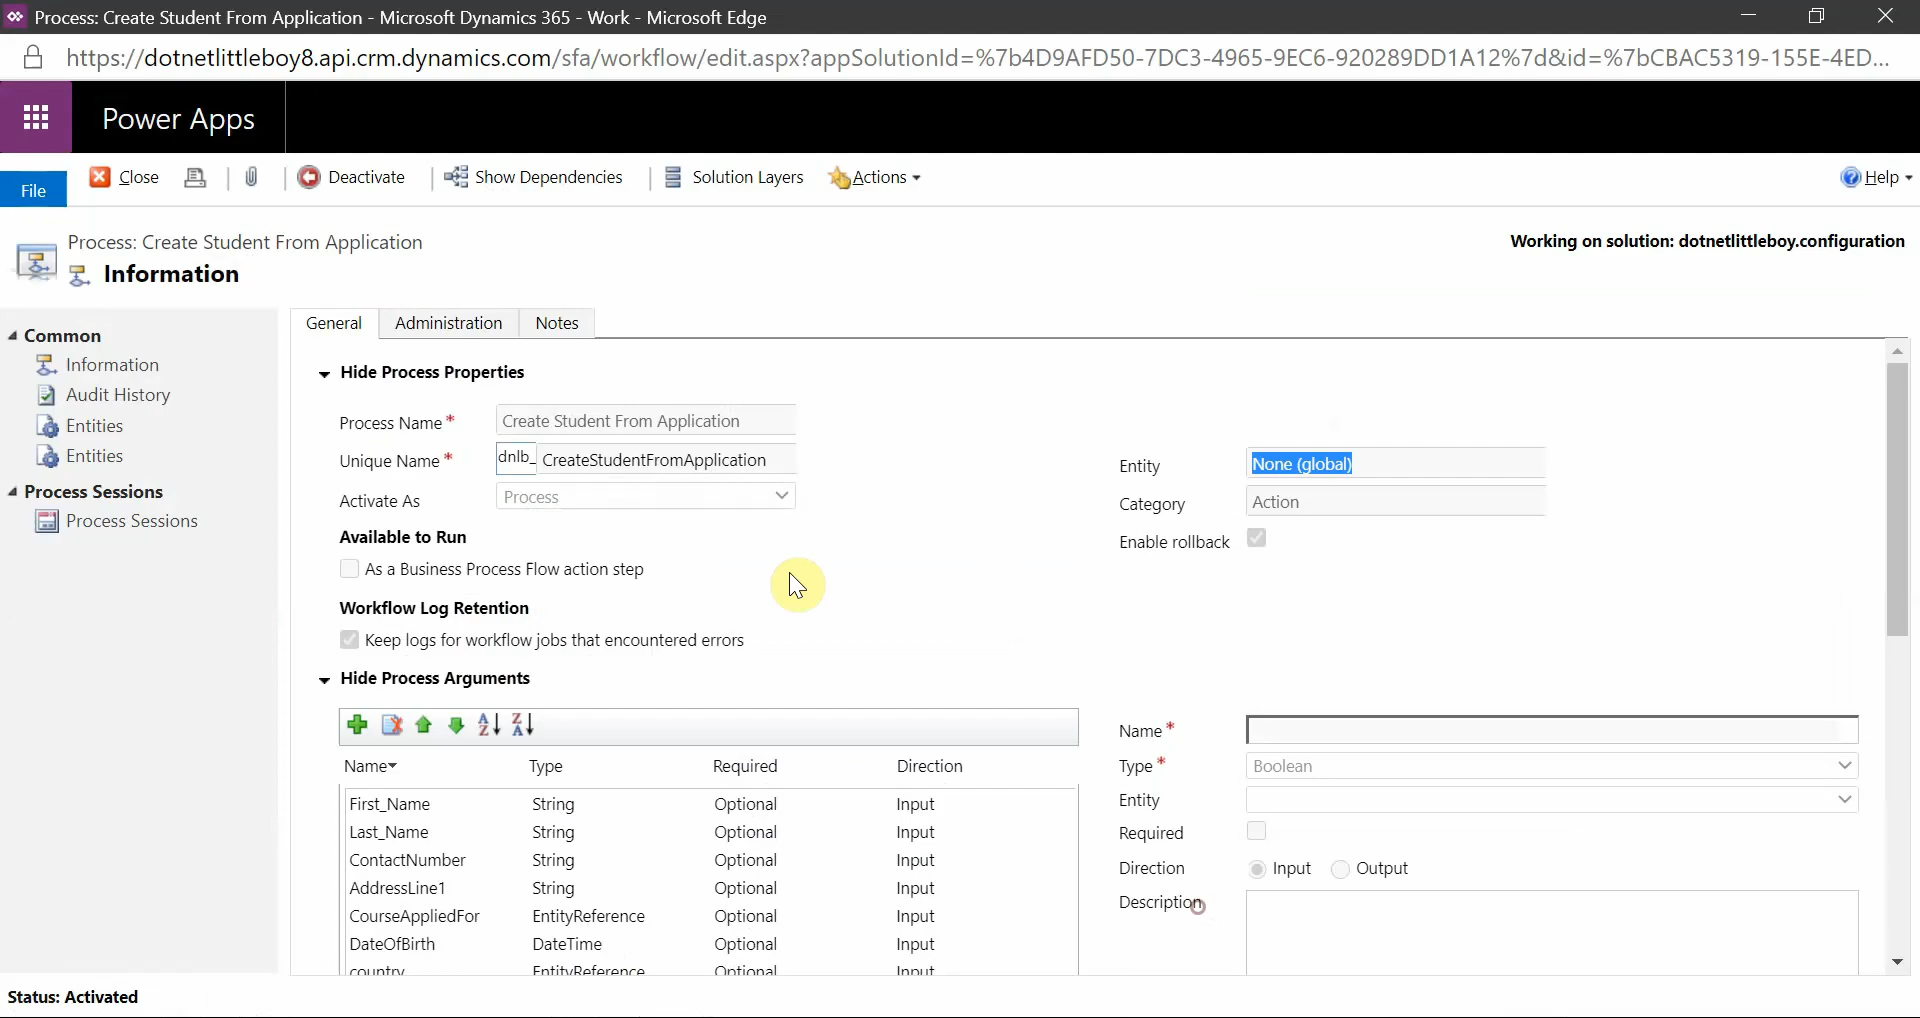 Process: Create Student From Application - Microsoft Dynamics 365 - Work - Microsoft Edge
https://dotnetlittleboy8.api.crm.dynamics.com/sfa/workflow/edit.aspx?appSolutionId=%7b4D9AFD50-7DC3-4965-9EC6-920289DD1A12%7d&id=%7bCBAC5319-155E-4ED...
Power Apps
File
Close
Deactivate
Show Dependencies
Solution Layers
Actions
Help
Process: Create Student From Application
Information
Working on solution: dotnetlittleboy.configuration
Common
Information
Audit History
Entities
Entities
Process Sessions
Process Sessions
General
Administration
Notes
Hide Process Properties
Process Name* Create Student From Application
Unique Name* dnlb_ CreateStudentFromApplication
Activate As Process
Entity None (global)
Category Action
Enable rollback
Available to Run
As a Business Process Flow action step
Workflow Log Retention
Keep logs for workflow jobs that encountered errors
Hide Process Arguments
Name Type Required Direction
First_Name String Optional Input
Last_Name String Optional Input
ContactNumber String Optional Input
AddressLine1 String Optional Input
CourseAppliedFor EntityReference Optional Input
DateOfBirth DateTime Optional Input
country EntityReference Optional Input
Name*
Type* Boolean
Entity
Required
Direction Input Output
Description
Status: Activated